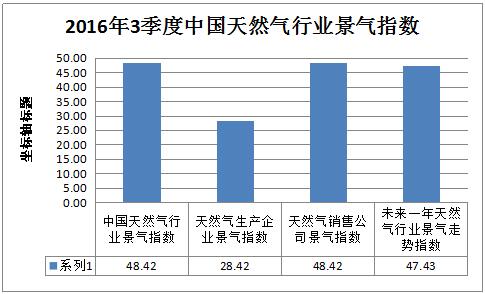 2016年3季度中国天然气行业景气指数
坐标轴标题
50.00
45.00
40.00
35.00
30.00
25.00
20.00
15.00
10.00
5.00
0.00
中国天然气行
业景气指数
天然气生产企
业景气指数
天然气销售公
司景气指数
未来一年天然
气行业景气走
势指数
系列1 48.42 28.42 48.42 47.43